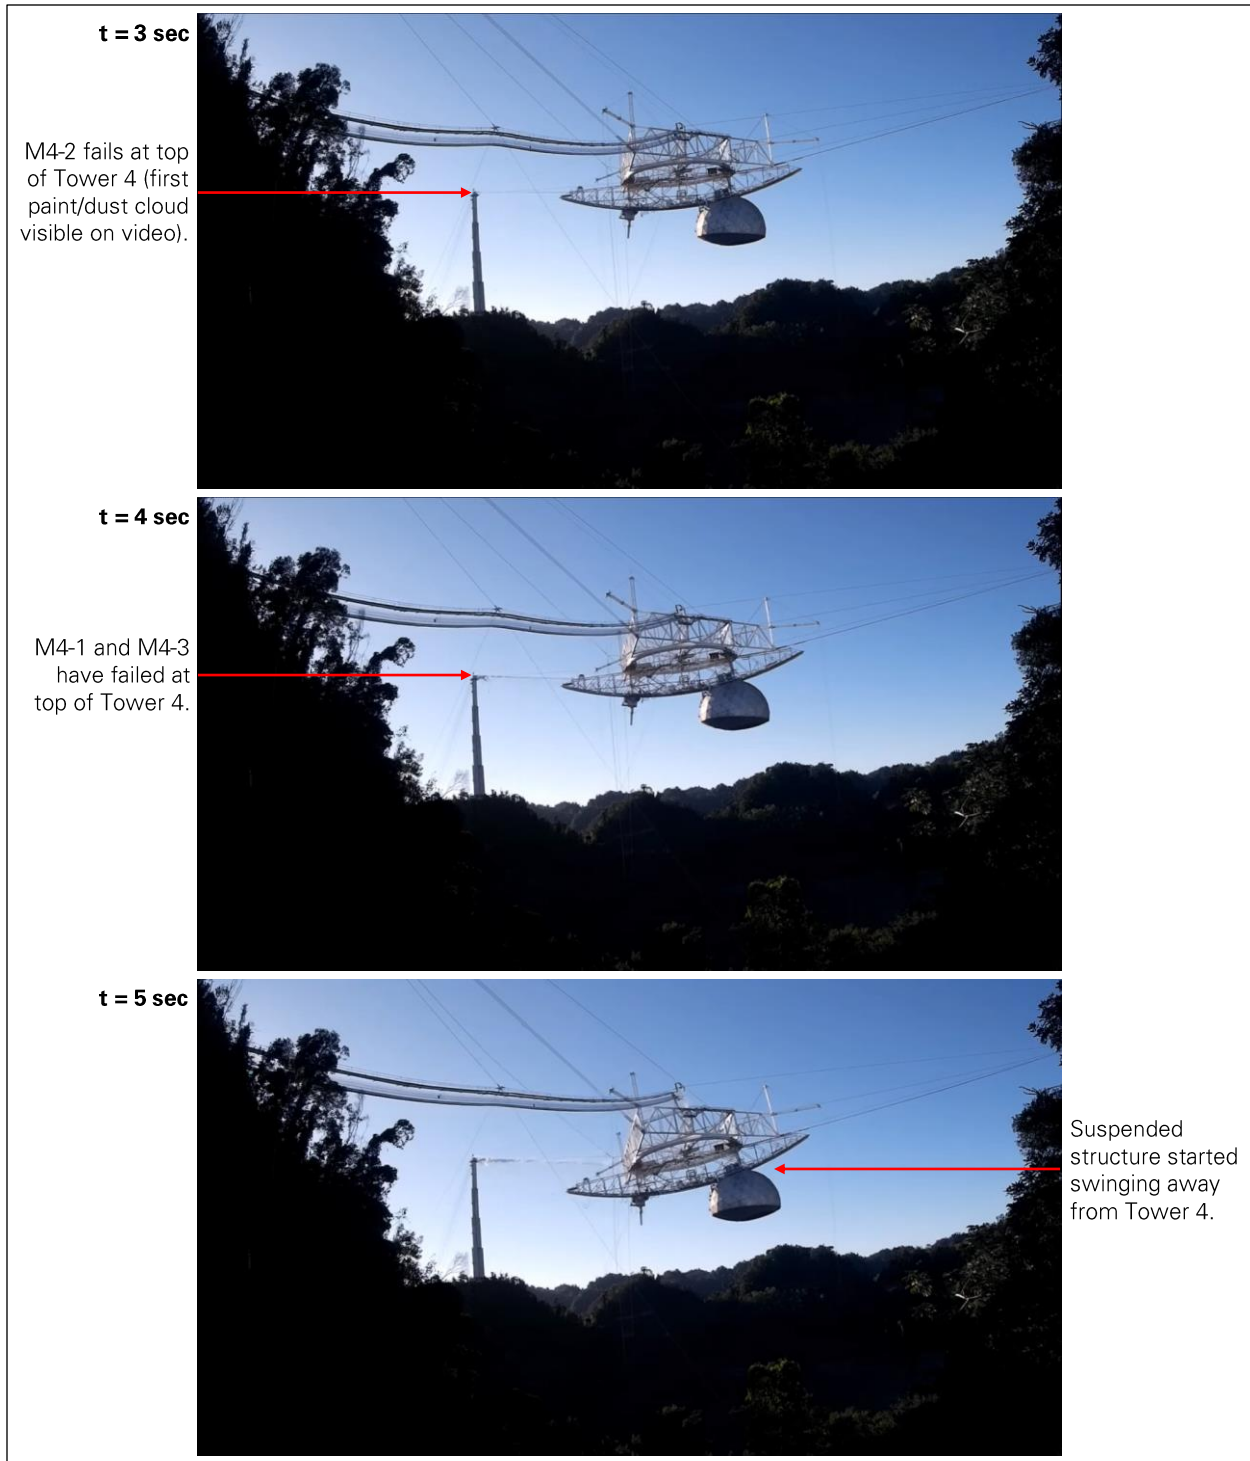 t = 3 sec
M4-2 fails at top
of Tower 4 (first
paint/dust cloud
visible on video).
t = 4 sec
M4-1 and M4-3
have failed at
top of Tower 4.
t = 5 sec
Suspended
structure started
swinging away
from Tower 4.